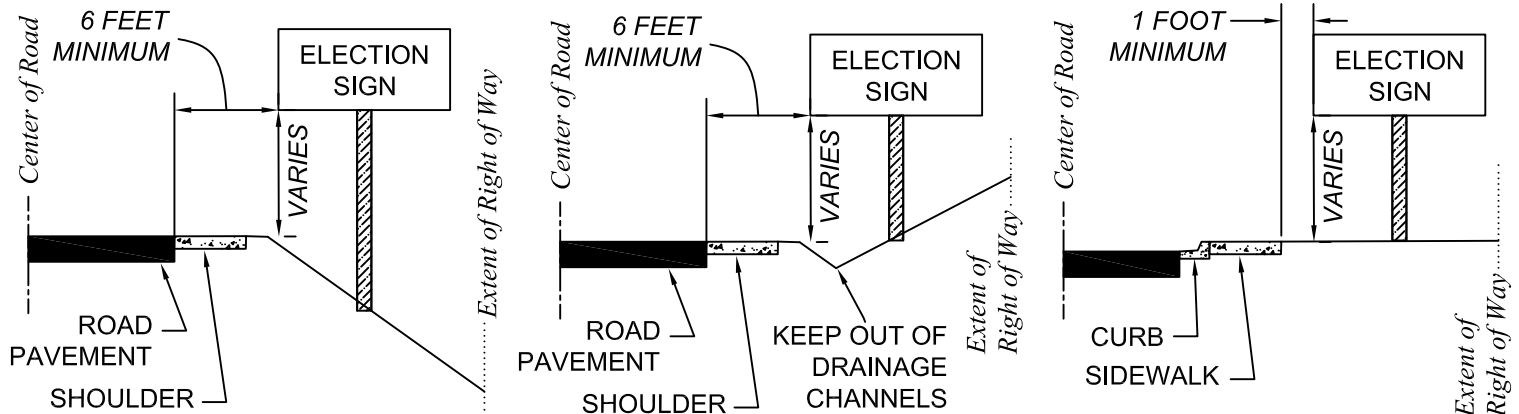 Center of Road
6 FEET
MINIMUM
ELECTION
SIGN
VARIES
Extent of Right of Way
ROAD
PAVEMENT
SHOULDER
Center of Road
6 FEET
MINIMUM
ELECTION
SIGN
VARIES
Extent of
Right of Way
ROAD
PAVEMENT
SHOULDER
KEEP OUT OF
DRAINAGE
CHANNELS
Center of Road
1 FOOT
MINIMUM
ELECTION
SIGN
VARIES
CURB
SIDEWALK
Extent of
Right of Way